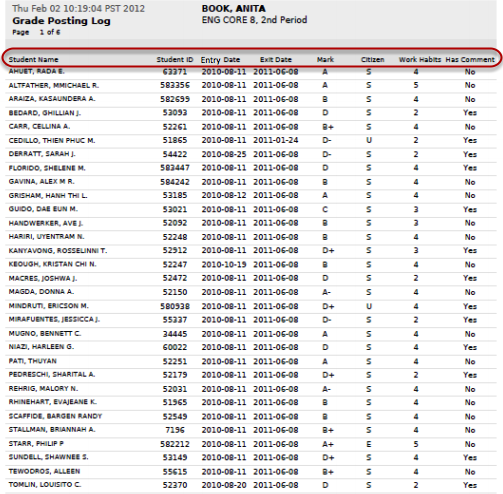 Thu Feb 02 10:19:04 PST 2012 BOOK, ANITA
Grade Posting Log ENG CORE 8, 2nd Period
Page 1 of 6
Student Name Student ID Entry Date Exit Date Mark Citizen Work Habits Has Comment
AHUET, RADA E. 63371 2010-08-11 2011-06-08 A S 4 No
ALTFATHER, MMICHAEL R. 583356 2010-08-11 2011-06-08 A S 5 No
ARAIZA, KASAUNDERA A. 582699 2010-08-11 2011-06-08 B S 4 No
BEDARD, GHILLIAN J. 53093 2010-08-11 2011-06-08 D S 2 Yes
CARR, CELLINA A. 52261 2010-08-11 2011-06-08 B+ S 4 No
CEDILLO, THIEN PHUC M. 51865 2010-08-11 2011-01-24 D- U 2 Yes
DERRATT, SARAH J. 54422 2010-08-25 2011-06-08 D- S 2 Yes
FLORIDO, SHELENE M. 583447 2010-08-11 2011-06-08 D S 4 Yes
GAVINA, ALEX M R. 584242 2010-08-11 2011-06-08 B S 4 No
GRISHAM, HANH THI L. 53185 2010-08-12 2011-06-08 A S 4 No
GUIDO, DAE EUN M. 53021 2010-08-11 2011-06-08 C S 3 Yes
HANDWERKER, AVE J. 52092 2010-08-11 2011-06-08 B S 3 No
HARIRI, UYENTRAM N. 52248 2010-08-11 2011-06-08 B S 4 No
KANYAVONG, ROSSELINNI T. 52912 2010-08-11 2011-06-08 D+ S 3 Yes
KEOUGH, KRISTAN CHI N. 52247 2010-10-19 2011-06-08 B S 4 No
MACRES, JOSHWA J. 52472 2010-08-11 2011-06-08 D S 2 Yes
MAGDA, DONNA A. 52150 2010-08-11 2011-06-08 A- S 4 No
MINDRUTI, ERICSON M. 580938 2010-08-11 2011-06-08 D+ U 4 Yes
MIRAFUENTES, JESSICCA J. 55337 2010-08-11 2011-06-08 D- S 2 Yes
MUGNO, BENNETT C. 34445 2010-08-11 2011-06-08 A S 4 No
NIAZI, HARLEEN G. 60022 2010-08-11 2011-06-08 D S 4 Yes
PATI, THUYAN 52251 2010-08-11 2011-06-08 A S 4 No
PEDRESCHI, SHARITAL A. 52179 2010-08-11 2011-06-08 D+ S 2 Yes
REHRIG, MALORY N. 52031 2010-08-11 2011-06-08 A- S 4 No
RHINEHART, EVAJEANE K. 51965 2010-08-11 2011-06-08 B S 4 No
SCAFFIDE, BARGEN RANDY 52549 2010-08-11 2011-06-08 B S 4 No
STALLMAN, BRIANNAH A. 7196 2010-08-11 2011-06-08 B+ S 4 No
STARR, PHILIP P 582212 2010-08-11 2011-06-08 A+ E 5 No
SUNDELL, SHAWNEE S. 53149 2010-08-11 2011-06-08 D+ S 4 Yes
TEWODROS, ALLEEN 55615 2010-08-11 2011-06-08 B+ S 4 No
TOMLIN, LOUISITO C. 52370 2010-08-20 2011-06-08 D S 2 Yes